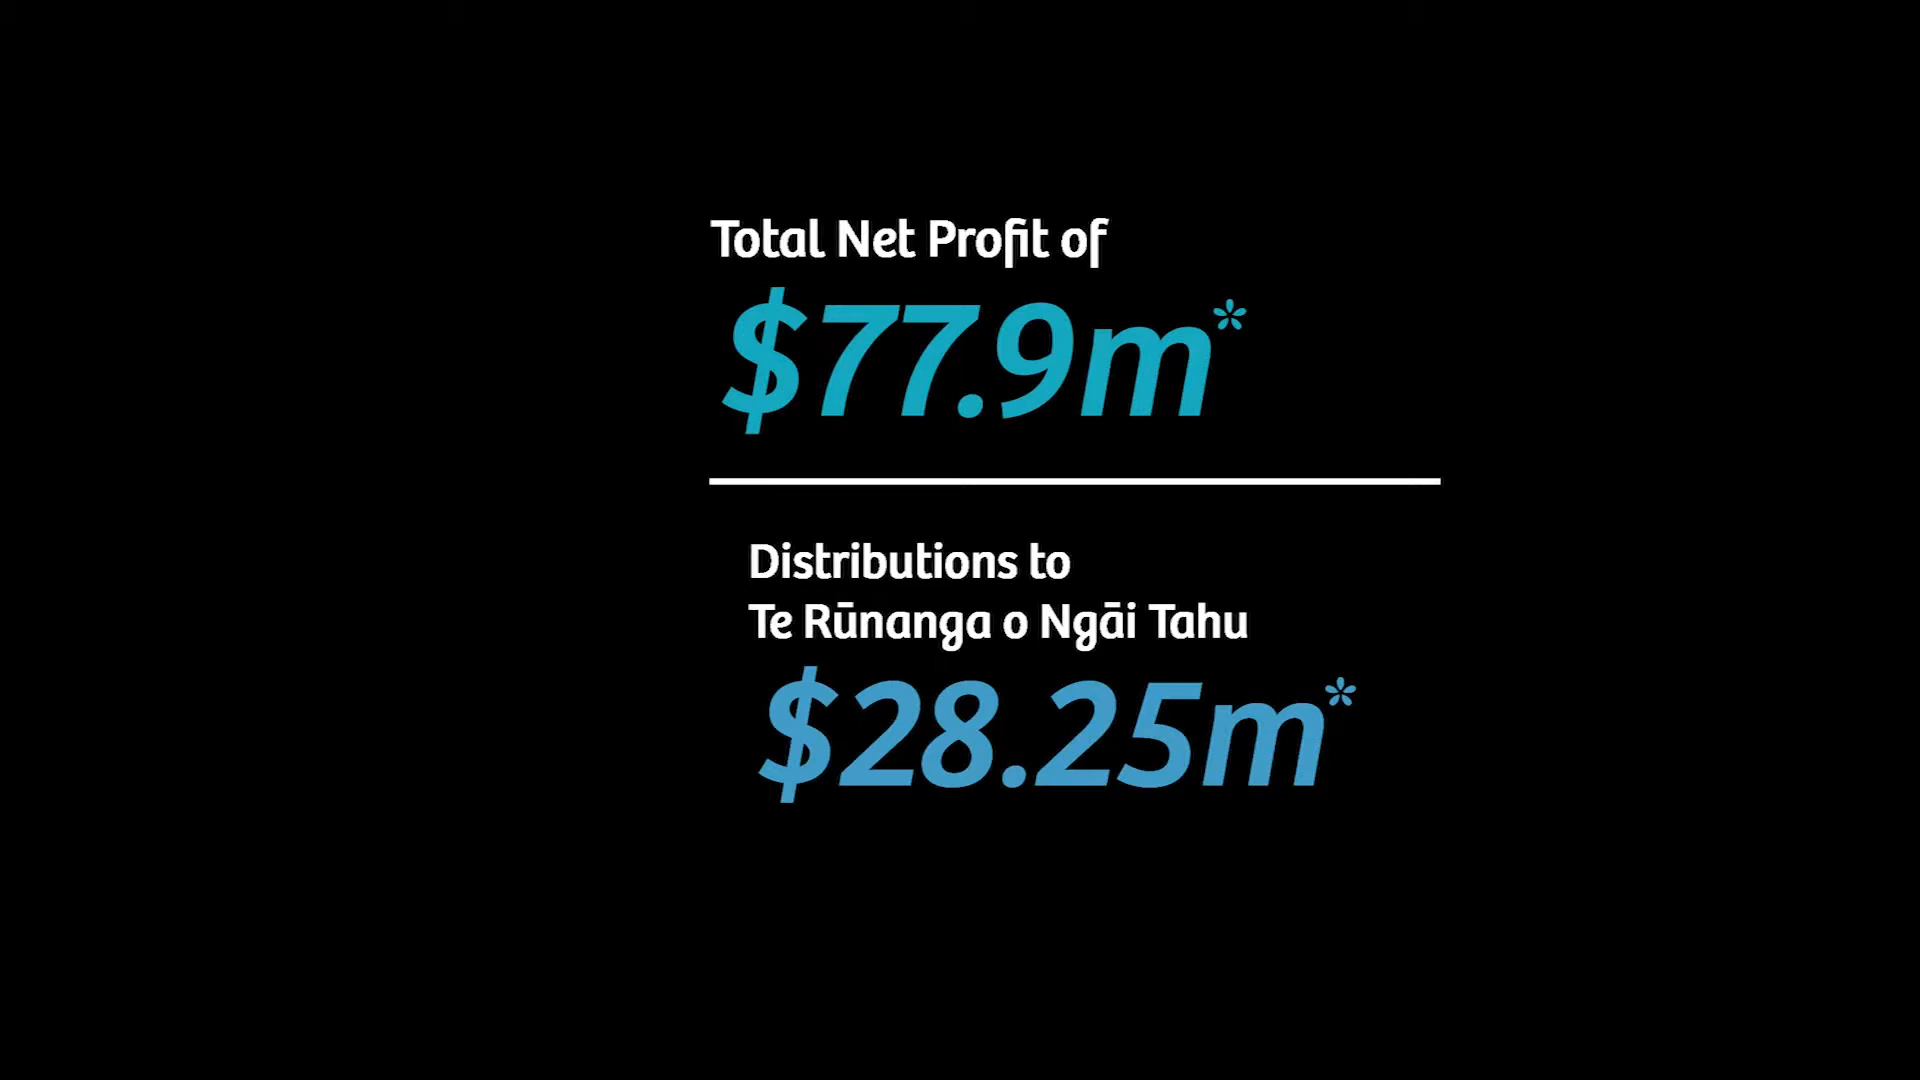 Total Net Profit of
$77.9m*
Distributions to
Te Rūnanga o Ngāi Tahu
$28.25m*